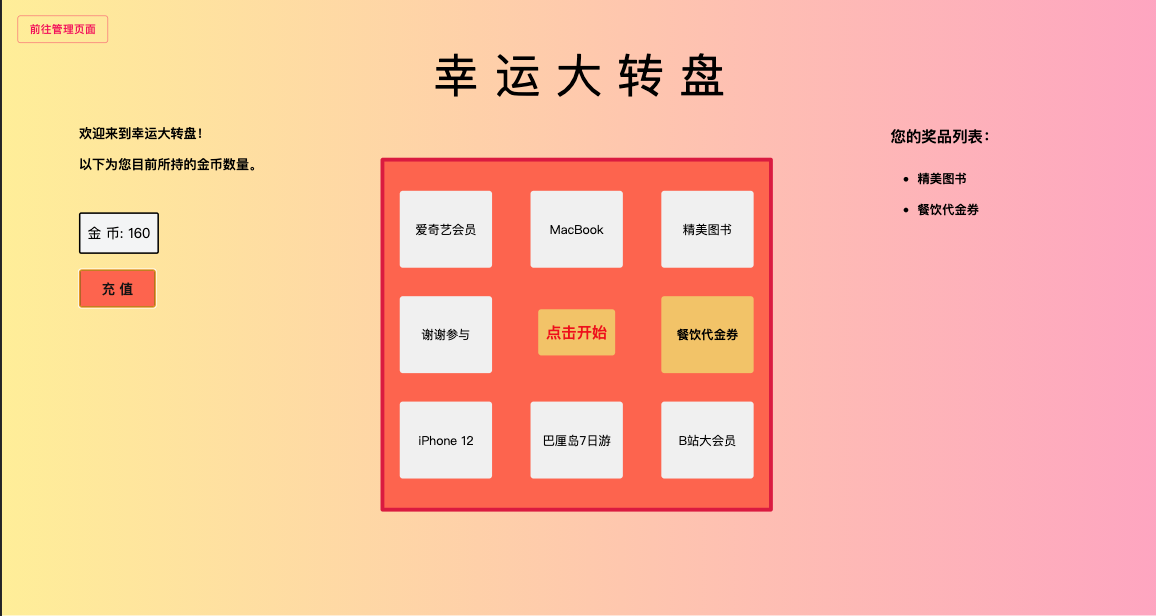 前往管理页面
幸运大转盘
欢迎来到幸运大转盘!
以下为您目前所持的金币数量。
金 币: 160
充 值
爱奇艺会员
MacBook
精美图书
谢谢参与
点击开始
餐饮代金券
iPhone 12
巴厘岛7日游
B站大会员
您的奖品列表:
精美图书
餐饮代金券